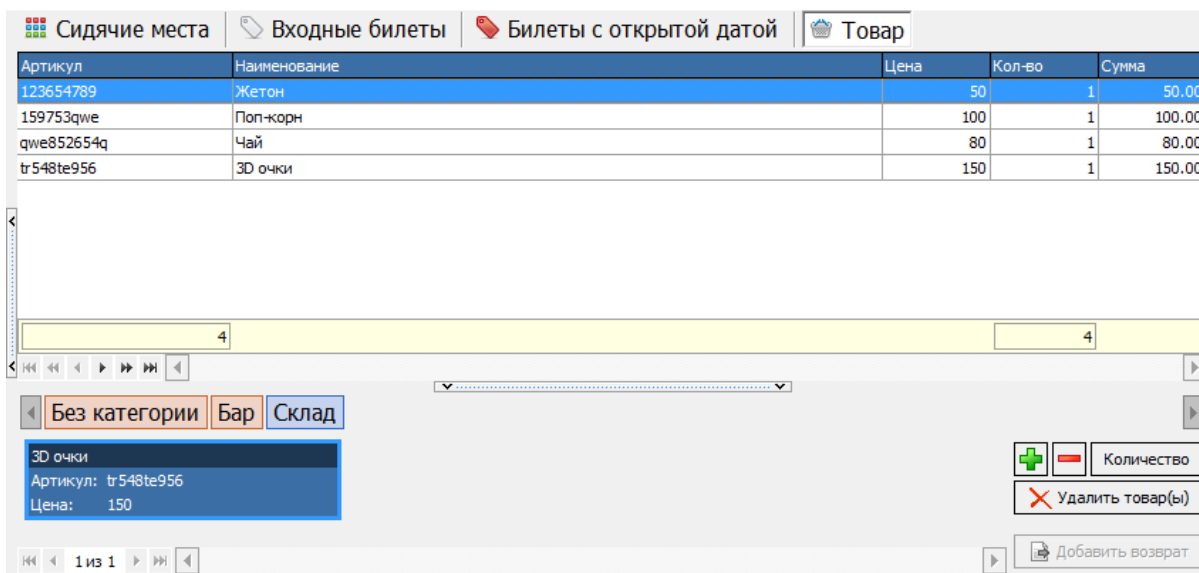 Сидячие места Входные билеты Билеты с открытой датой Товар
Артикул Наименование Цена Кол-во Сумма
123654789 Жетон 50 1 50.00
159753qwe Поп-корн 100 1 100.00
qwe852654q Чай 80 1 80.00
tr548te956 3D очки 150 1 150.00
4 4
Без категории Бар Склад
3D очки
Артикул: tr548te956
Цена: 150
Количество
Удалить товар(ы)
Добавить возврат
1 из 1